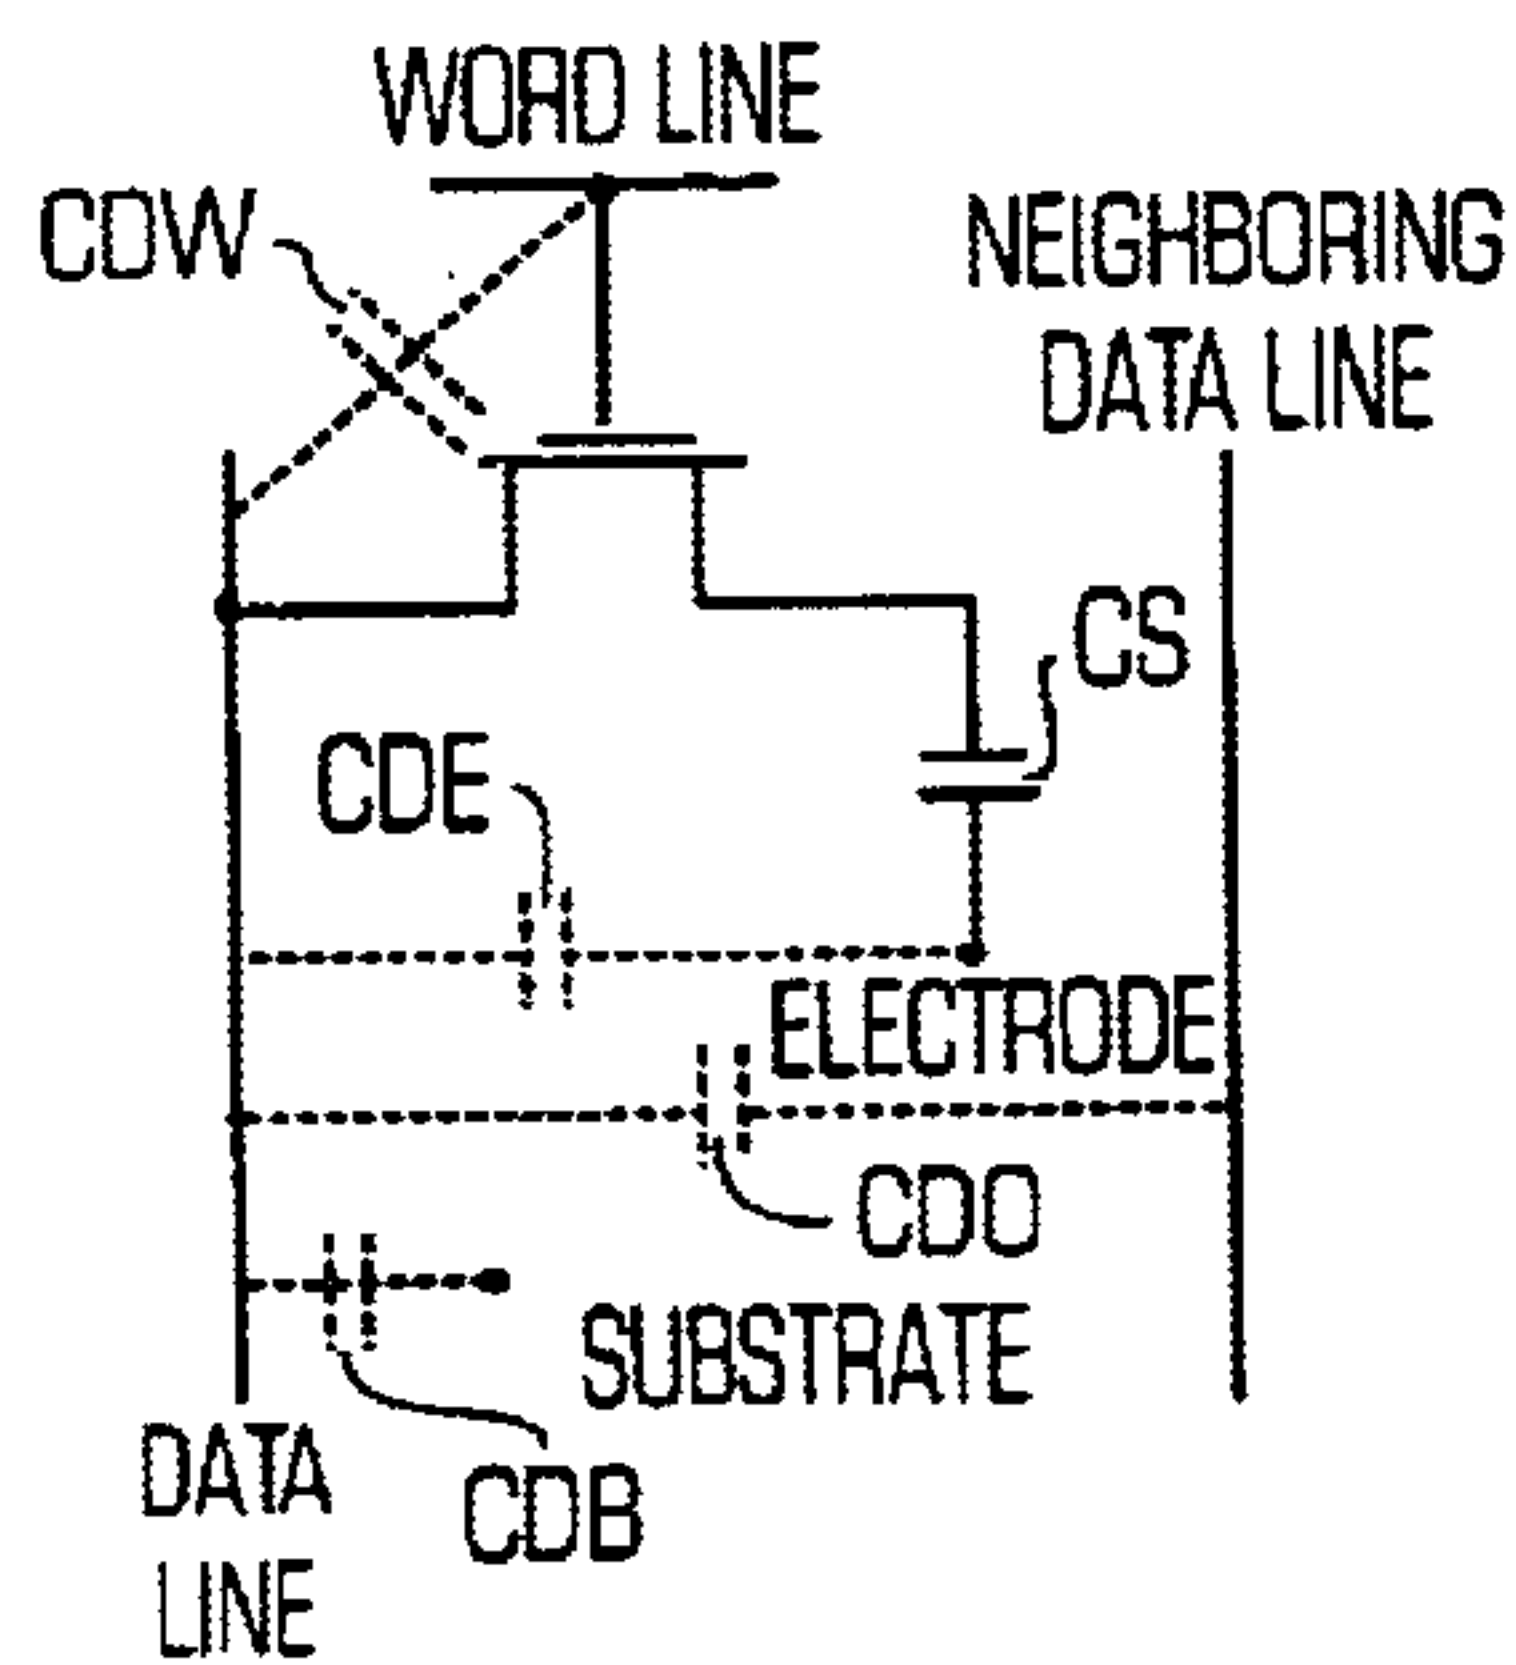 WORD LINE
CDW
NEIGHBORING
DATA LINE
CS
CDE
ELECTRODE
CDO
SUBSTRATE
DATA
LINE
CDB